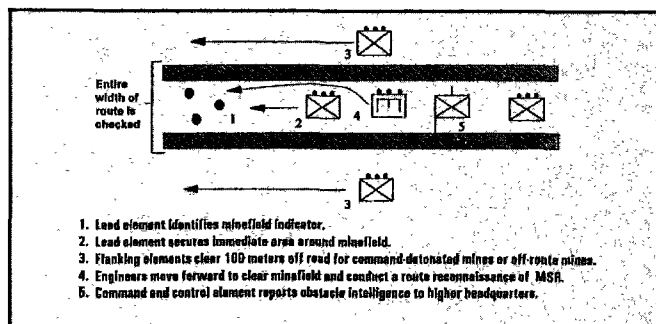 3
Entire
width of
route is
checked
1
2
4
5
3
1. Lead element identifies minefield indicator.
2. Lead element secures immediate area around minefield.
3. Flanking elements clear 100 meters off road for command-detonated mines or off-route mines.
4. Engineers move forward to clear minefield and conduct a route reconnaissance of MSR.
5. Command and control element reports obstacle intelligence to higher headquarters.